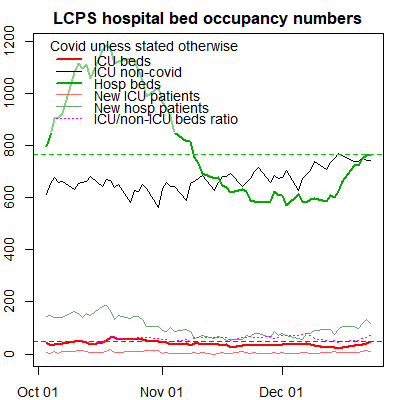 LCPS hospital bed occupancy numbers
Covid unless stated otherwise
ICU beds
ICU non-covid
Hosp beds
New ICU patients
New hosp patients
ICU/non-ICU beds ratio
1200
1000
800
600
400
200
0
Oct 01 Nov 01 Dec 01